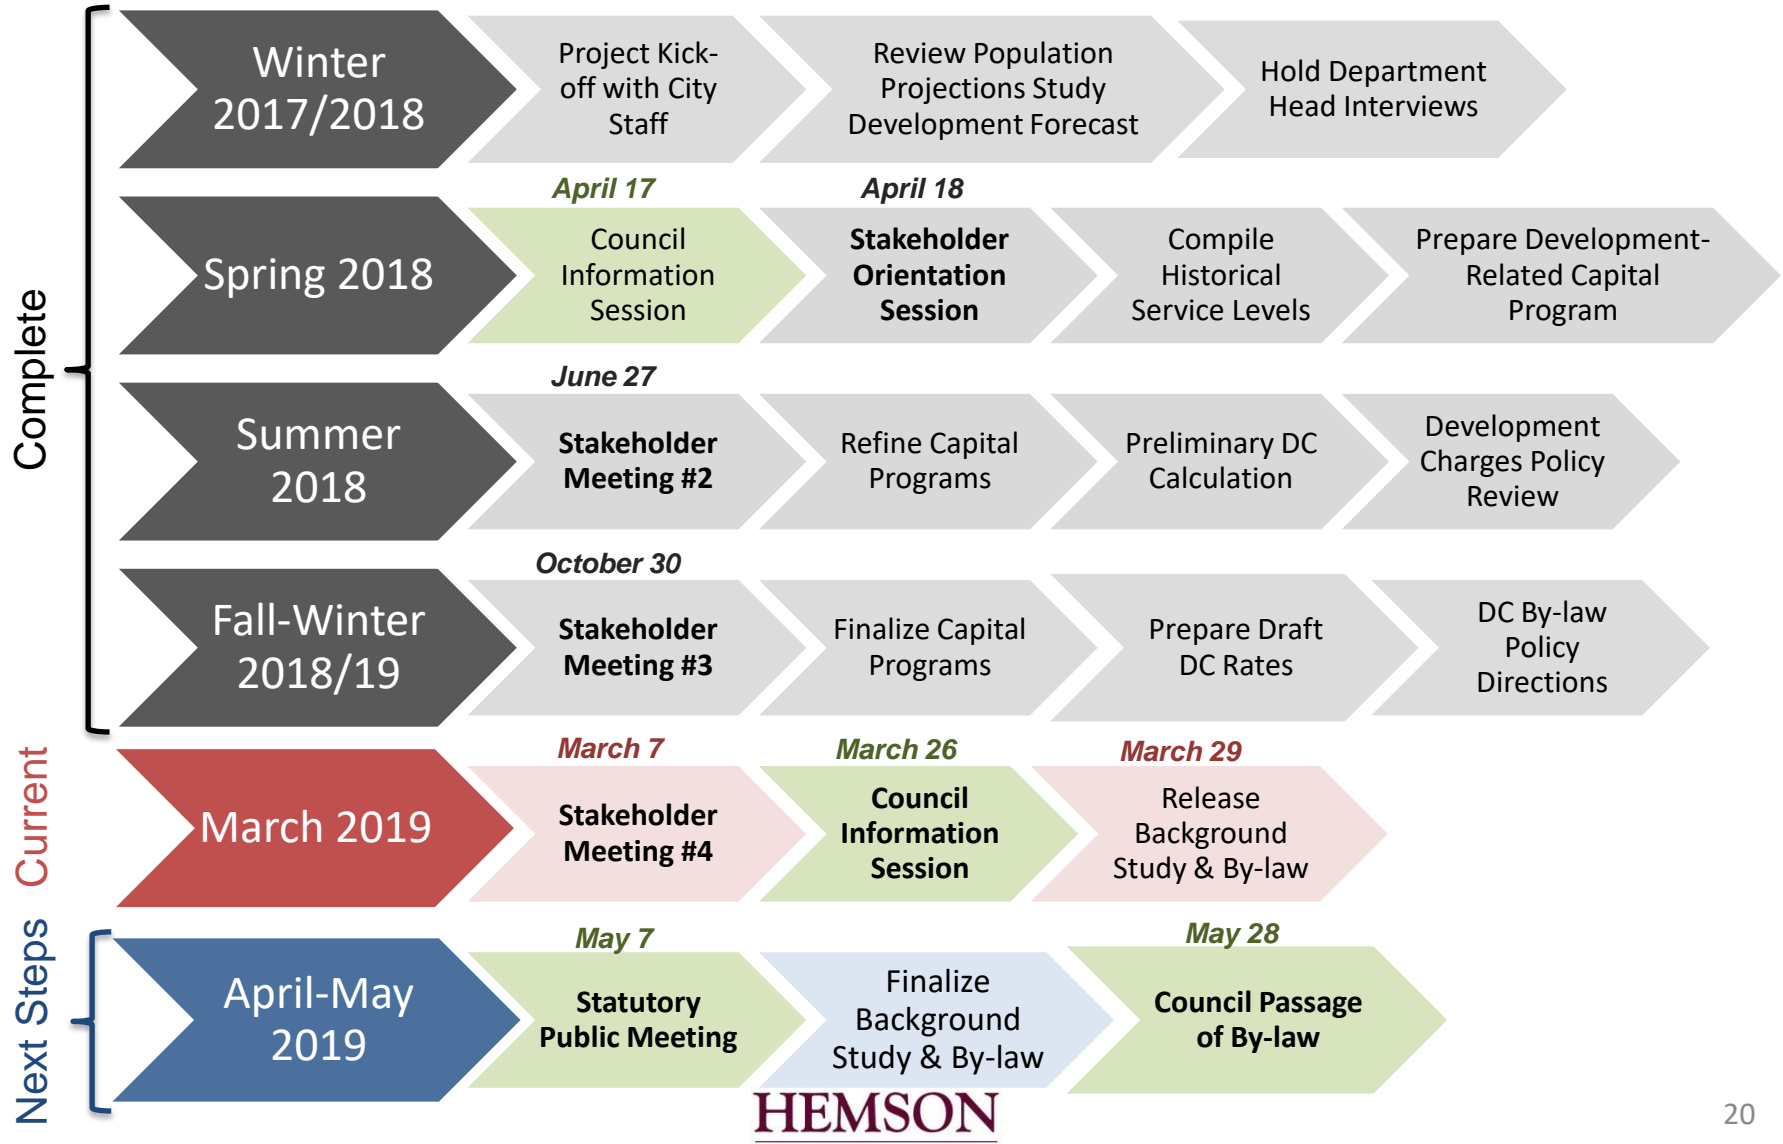 Complete
Winter
2017/2018
Project Kick-
off with City
Staff
Review Population
Projections Study
Development Forecast
Hold Department
Head Interviews
Spring 2018
April 17
Council
Information
Session
April 18
Stakeholder
Orientation
Session
Compile
Historical
Service Levels
Prepare Development-
Related Capital
Program
Summer
2018
June 27
Stakeholder
Meeting #2
Refine Capital
Programs
Preliminary DC
Calculation
Development
Charges Policy
Review
Fall-Winter
2018/19
October 30
Stakeholder
Meeting #3
Finalize Capital
Programs
Prepare Draft
DC Rates
DC By-law
Policy
Directions
Current
March 2019
March 7
Stakeholder
Meeting #4
March 26
Council
Information
Session
March 29
Release
Background
Study & By-law
Next Steps
April-May
2019
May 7
Statutory
Public Meeting
Finalize
Background
Study & By-law
May 28
Council Passage
of By-law
HEMSON
20